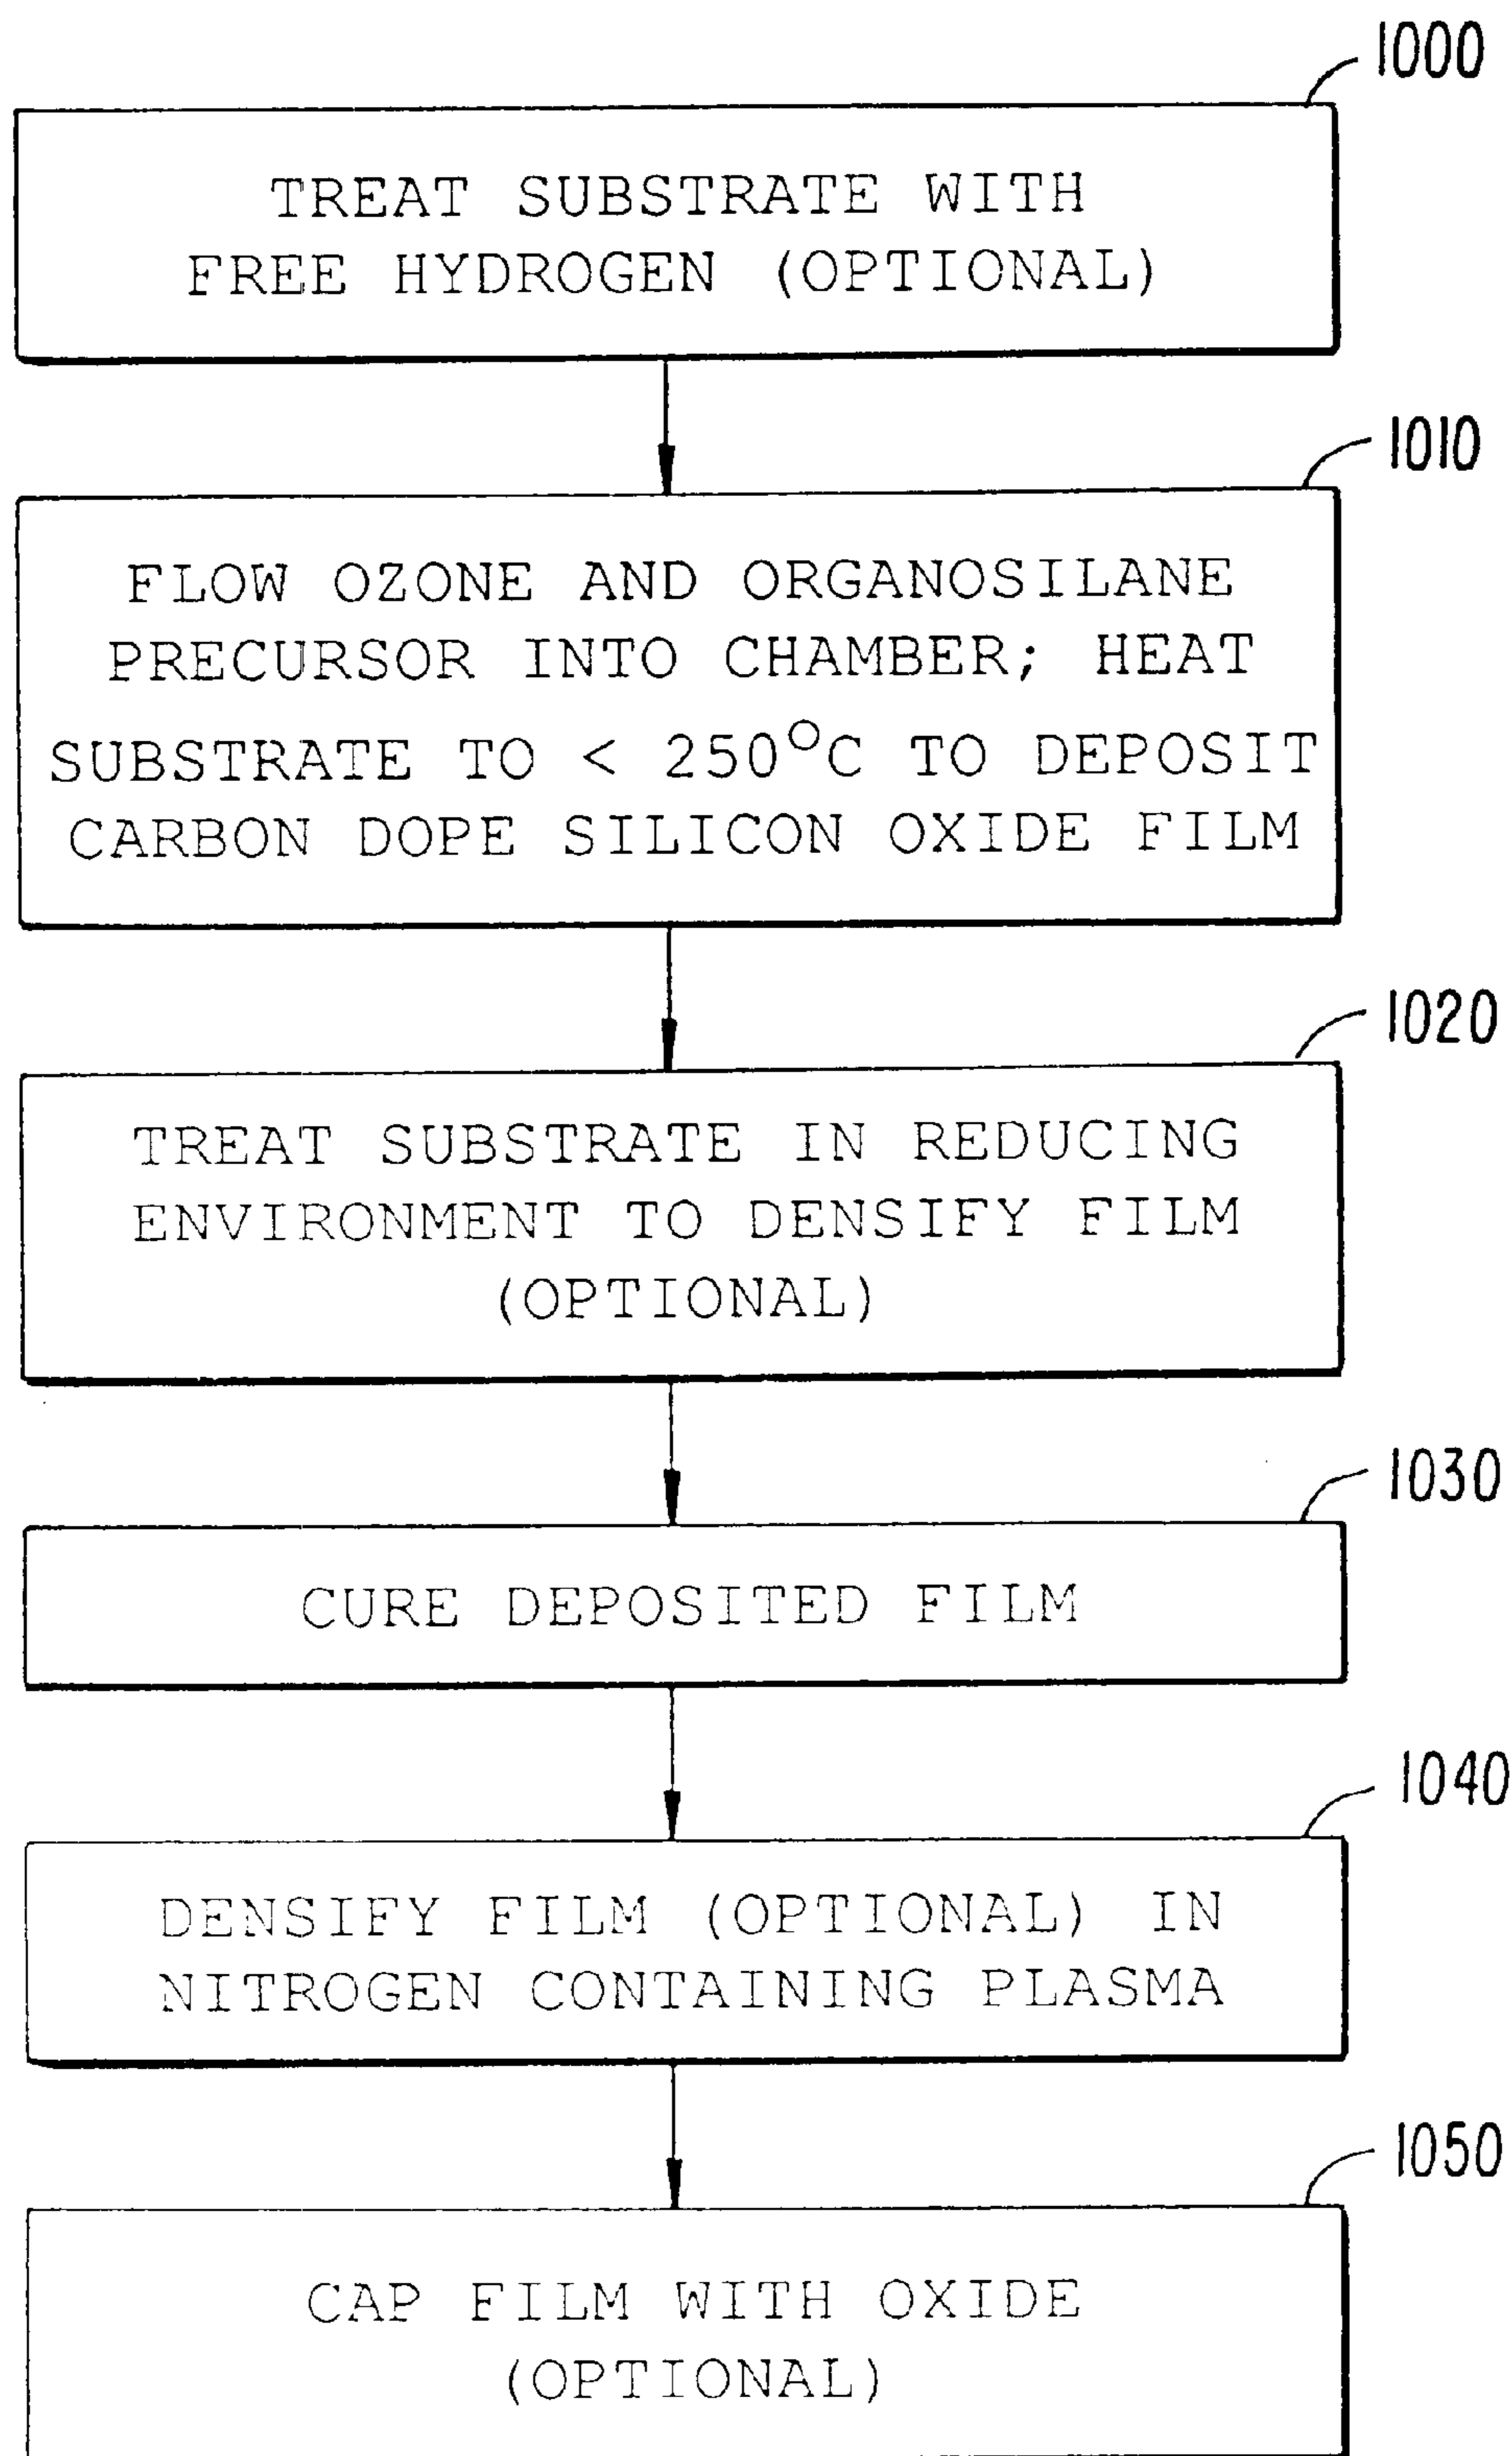 1000
TREAT SUBSTRATE WITH
FREE HYDROGEN (OPTIONAL)
1010
FLOW OZONE AND ORGANOSILANE
PRECURSOR INTO CHAMBER; HEAT
SUBSTRATE TO < 250°C TO DEPOSIT
CARBON DOPE SILICON OXIDE FILM
1020
TREAT SUBSTRATE IN REDUCING
ENVIRONMENT TO DENSIFY FILM
(OPTIONAL)
1030
CURE DEPOSITED FILM
1040
DENSIFY FILM (OPTIONAL) IN
NITROGEN CONTAINING PLASMA
1050
CAP FILM WITH OXIDE
(OPTIONAL)